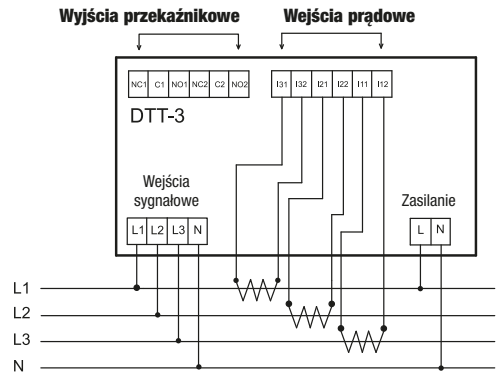 Wyjścia przekaźnikowe Wejścia prądowe
NC1 C1 NO1 NC2 C2 NO2 I31 I32 I21 I22 I11 I12
DTT-3
Wejścia
sygnałowe Zasilanie
L1 L2 L3 N L N
L1
L2
L3
N